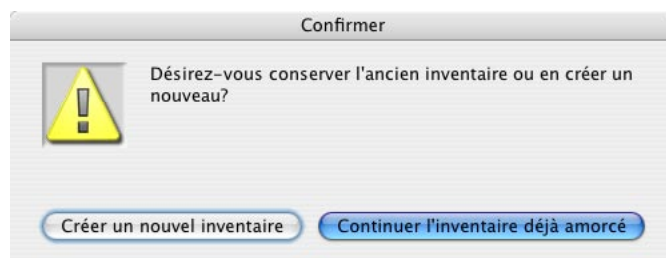 Confirmer
Désirez-vous conserver l'ancien inventaire ou en créer un
nouveau?
Créer un nouvel inventaire
Continuer l'inventaire déjà amorcé